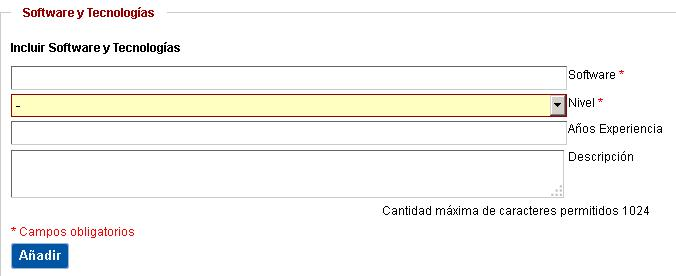 Software y Tecnologías
Incluir Software y Tecnologías
Software *
-
Nivel *
Años Experiencia
Descripción
Cantidad máxima de caracteres permitidos 1024
* Campos obligatorios
Añadir